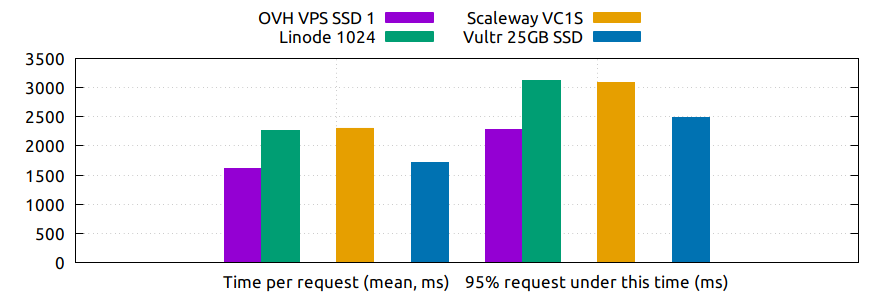 OVH VPS SSD 1 Scaleway VC1S
Linode 1024 Vultr 25GB SSD
3500
3000
2500
2000
1500
1000
500
0
Time per request (mean, ms) 95% request under this time (ms)